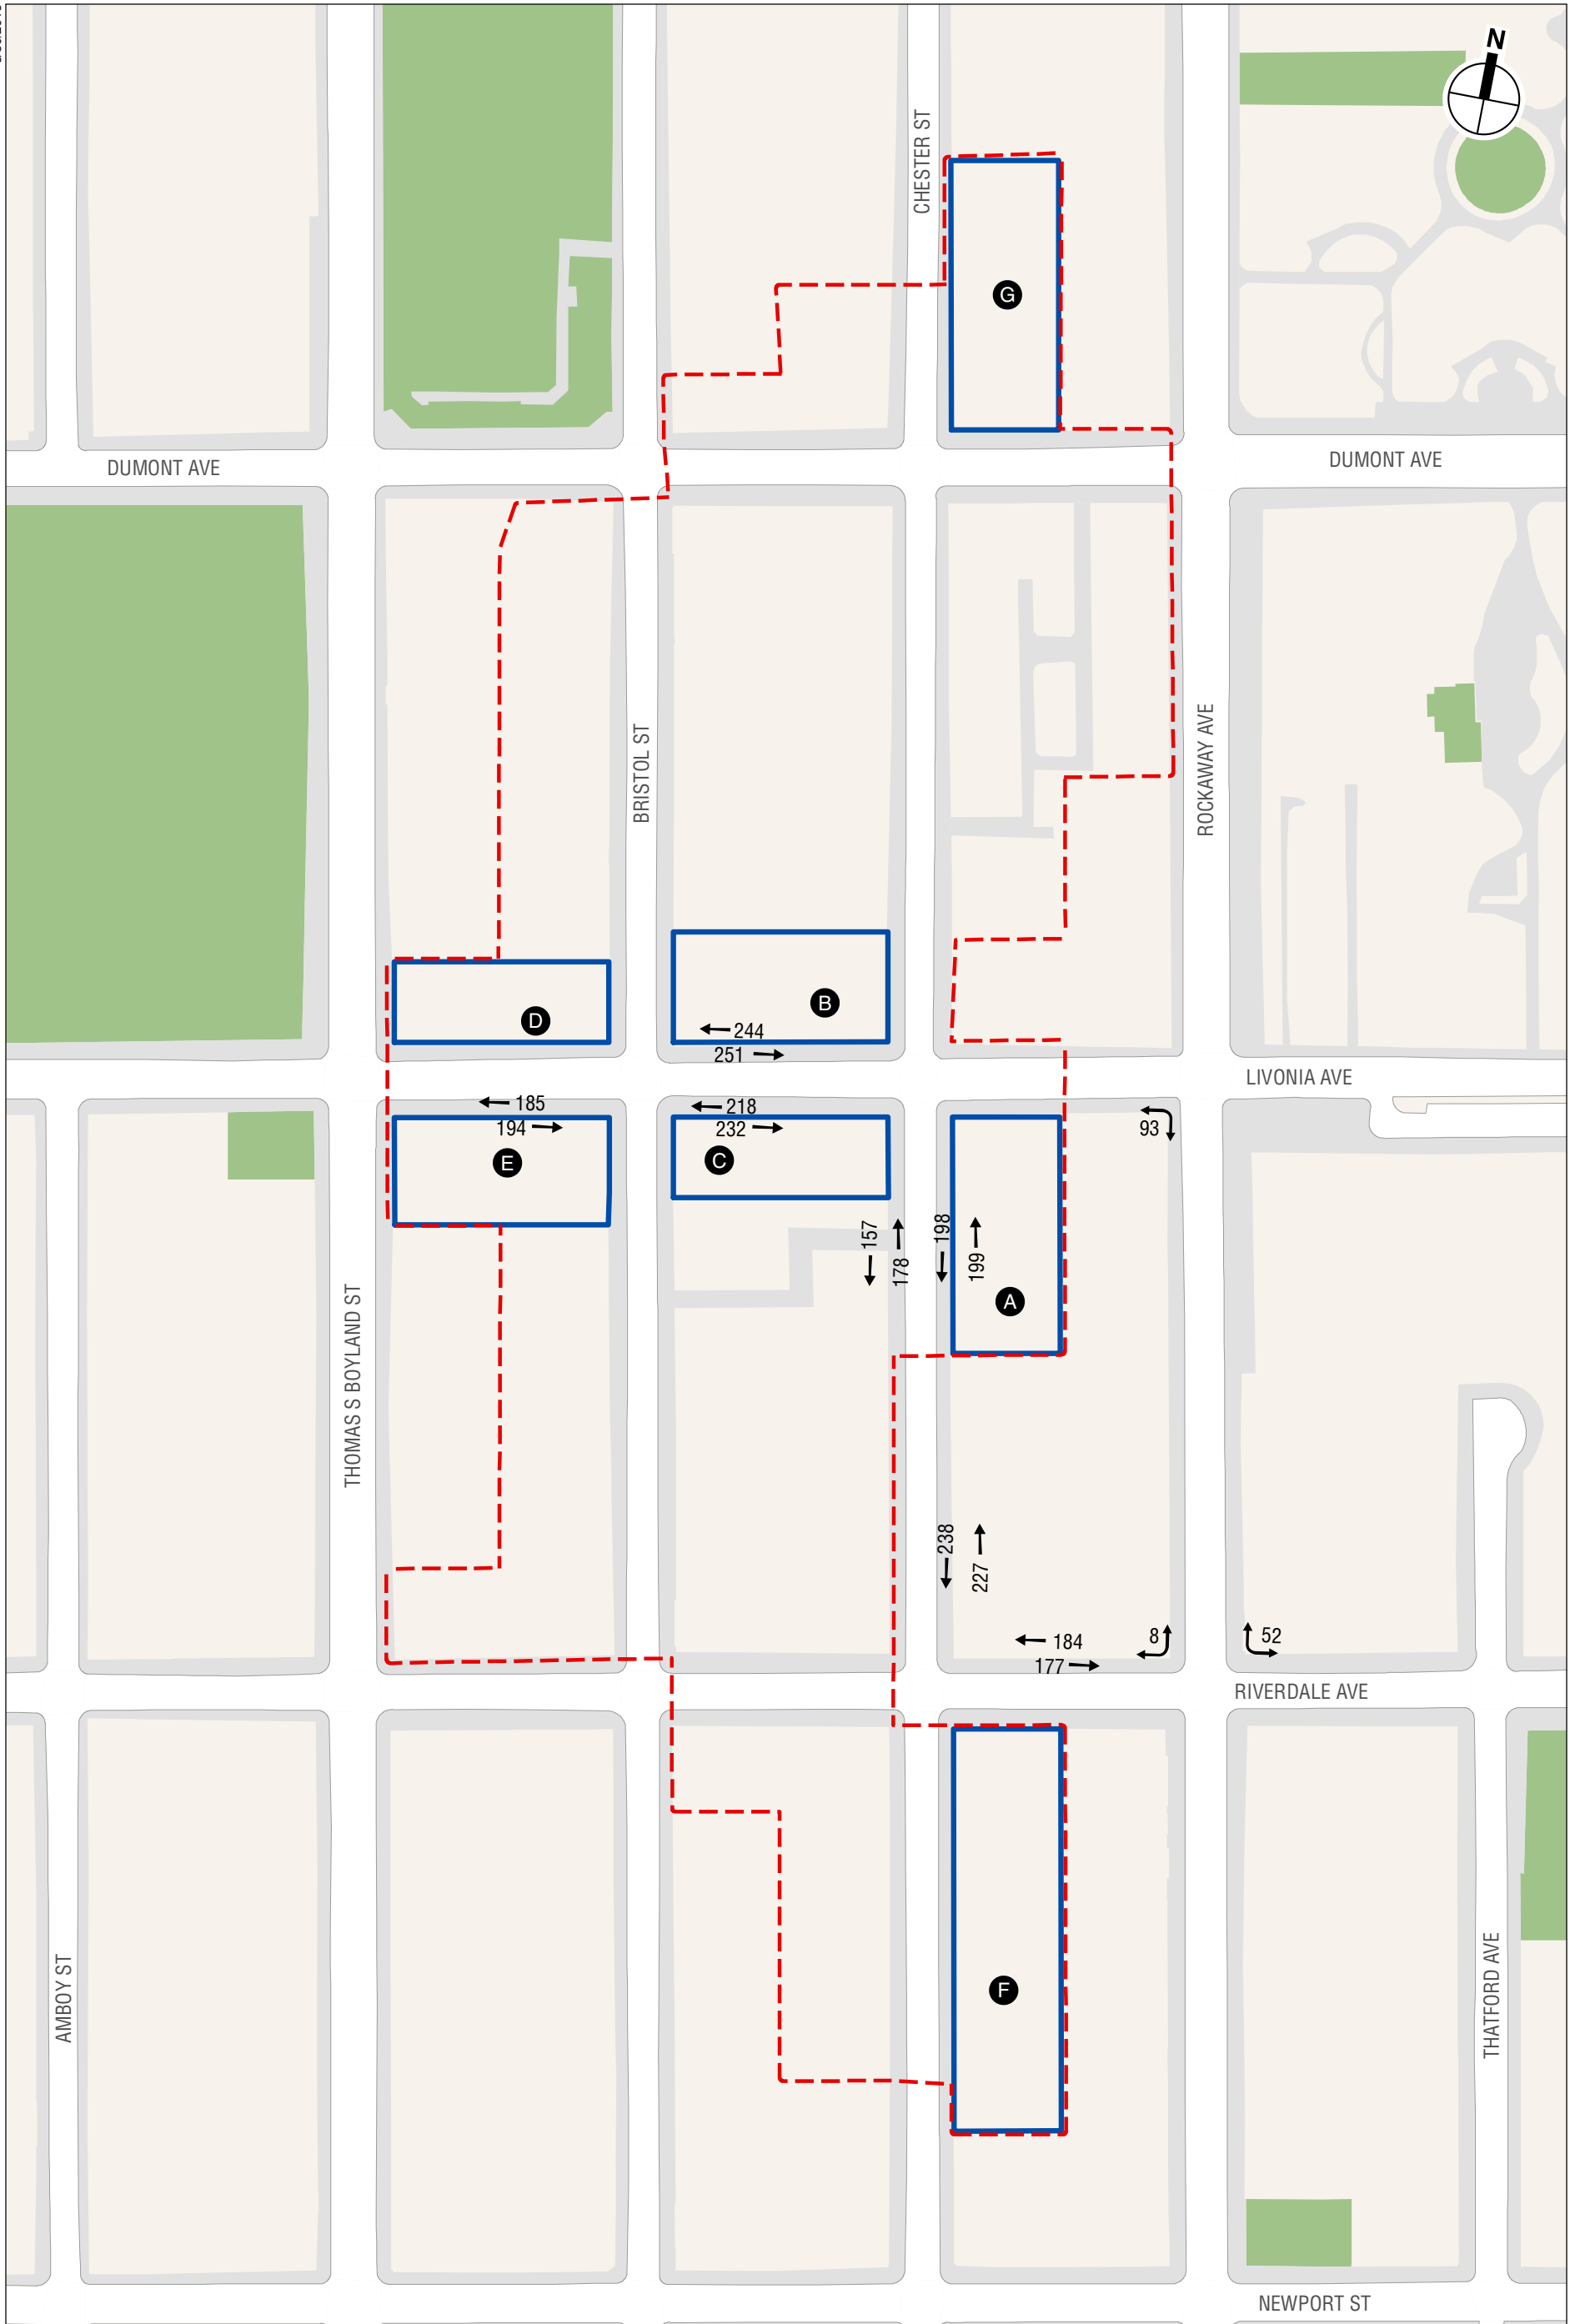 N
CHESTER ST
G
DUMONT AVE
DUMONT AVE
BRISTOL ST
ROCKAWAY AVE
D
B
244
251
LIVONIA AVE
185
194
E
218
232
C
93
157
178
198
199
A
THOMAS S BOYLAND ST
238
227
184
177
8
52
RIVERDALE AVE
AMBOY ST
F
THATFORD AVE
NEWPORT ST